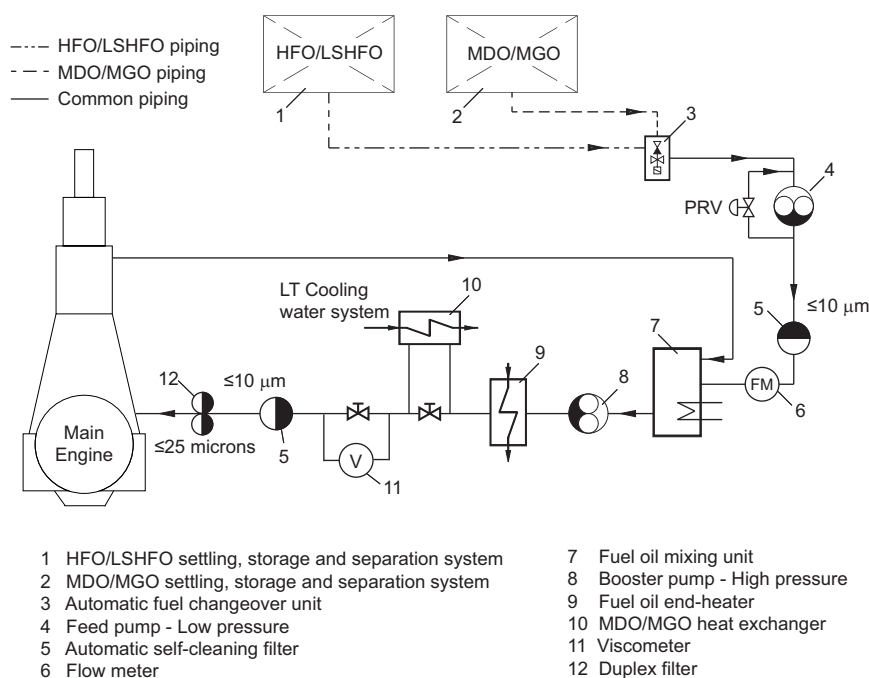 HFO/LSHFO piping
MDO/MGO piping
Common piping
HFO/LSHFO
MDO/MGO
1
2
3
4
PRV
LT Cooling
water system
10
≤10 μm
5
7
9
8
FM
6
12
≤10 μm
≤25 microns
5
V
11
Main
Engine
1 HFO/LSHFO settling, storage and separation system
2 MDO/MGO settling, storage and separation system
3 Automatic fuel changeover unit
4 Feed pump - Low pressure
5 Automatic self-cleaning filter
6 Flow meter
7 Fuel oil mixing unit
8 Booster pump - High pressure
9 Fuel oil end-heater
10 MDO/MGO heat exchanger
11 Viscometer
12 Duplex filter